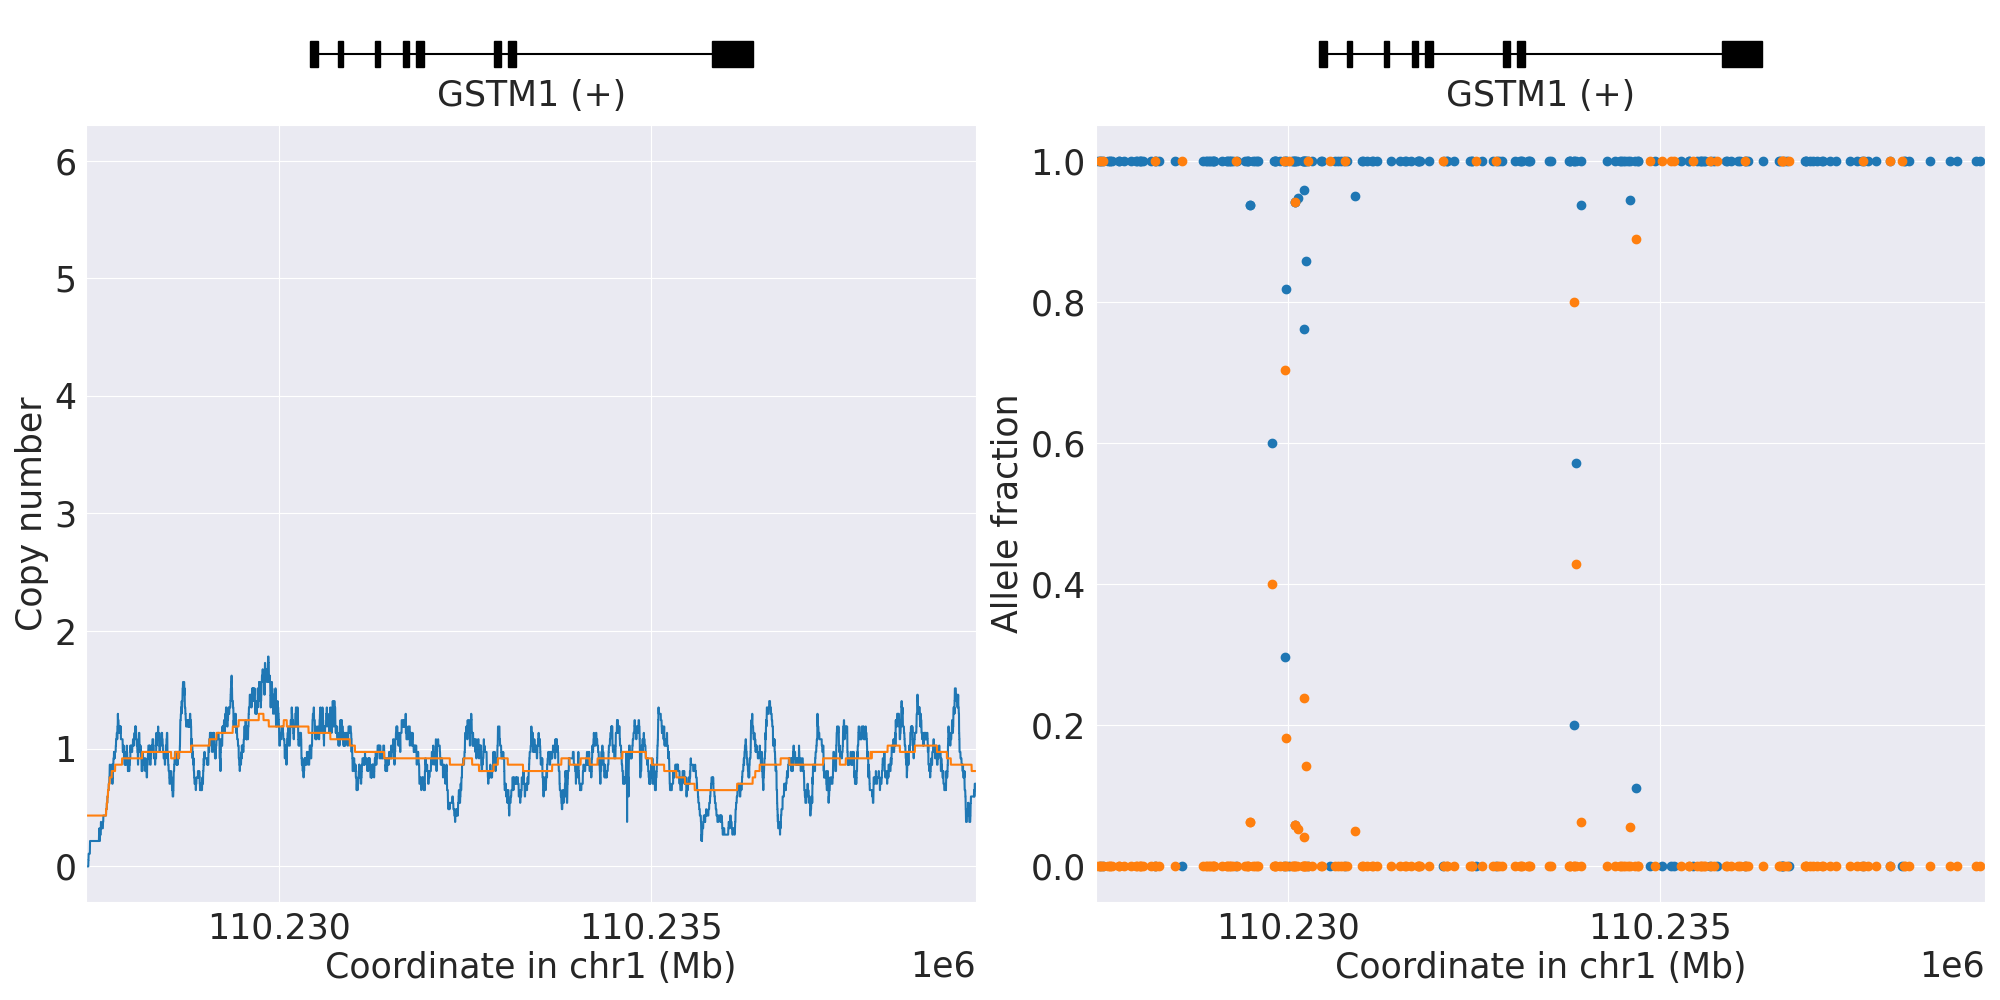 GSTM1 (+)
6
5
4
3
2
1
0
Copy number
110.230
110.235
Coordinate in chr1 (Mb)
1e6
GSTM1 (+)
1.0
0.8
0.6
0.4
0.2
0.0
Allele fraction
110.230
110.235
Coordinate in chr1 (Mb)
1e6